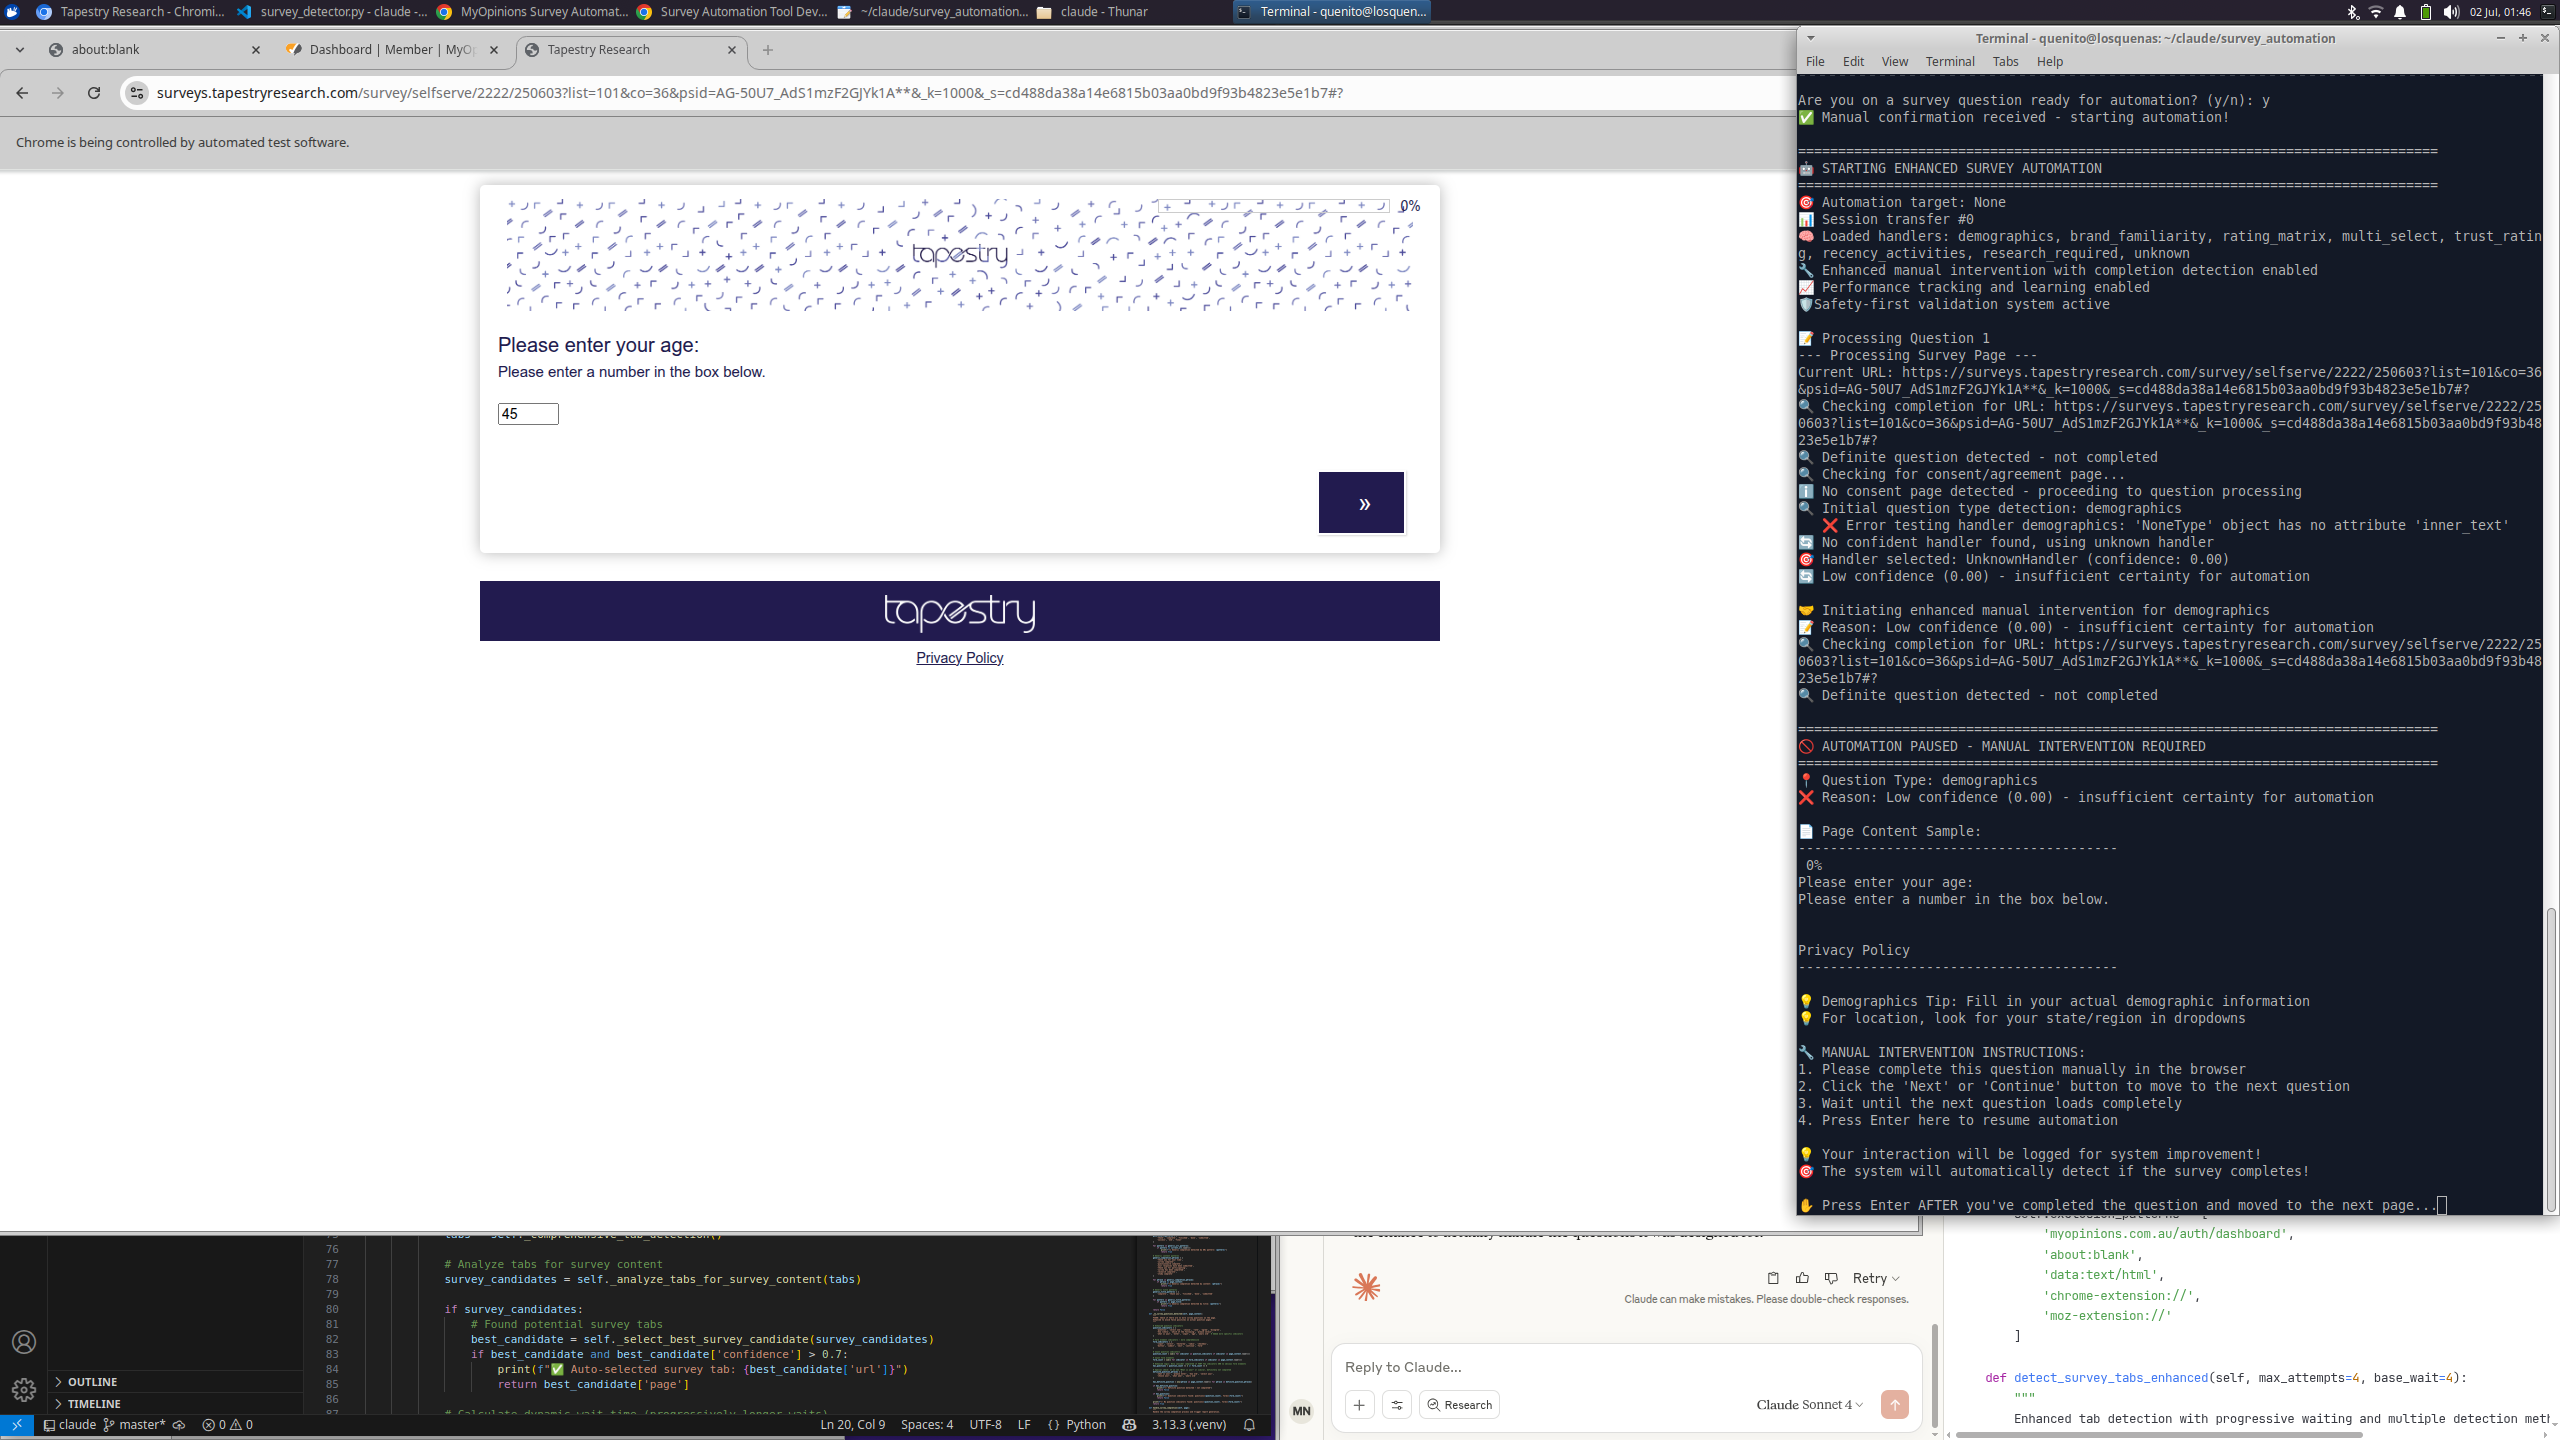 Tapestry Research - Chromi...
survey_detector.py - claude -...
MyOpinions Survey Automat...
Survey Automation Tool Dev...
~/claude/survey_automation...
claude - Thunar
Terminal - quenito@losquen...
02 Jul, 01:46
about:blank
Dashboard | Member | MyO
Tapestry Research
surveys.tapestryresearch.com/survey/selfserve/2222/250603?list=101&co=36&psid=AG-50U7_AdS1mzF2GJYk1A**&_k=1000&_s=cd488da38a14e6815b03aa0bd9f93b4823e5e1b7#?
Chrome is being controlled by automated test software.
0%
tapestry
Please enter your age:
Please enter a number in the box below.
45
»
tapestry
Privacy Policy
Terminal - quenito@losquenas: ~/claude/survey_automation
File Edit View Terminal Tabs Help
Are you on a survey question ready for automation? (y/n): y
✅ Manual confirmation received - starting automation!
================================================================================
🤖 STARTING ENHANCED SURVEY AUTOMATION
================================================================================
🎯 Automation target: None
📊 Session transfer #0
🧠 Loaded handlers: demographics, brand_familiarity, rating_matrix, multi_select, trust_ratin
g, recency_activities, research_required, unknown
🔧 Enhanced manual intervention with completion detection enabled
📈 Performance tracking and learning enabled
🛡️Safety-first validation system active
📝 Processing Question 1
--- Processing Survey Page ---
Current URL: https://surveys.tapestryresearch.com/survey/selfserve/2222/250603?list=101&co=36
&psid=AG-50U7_AdS1mzF2GJYk1A**&_k=1000&_s=cd488da38a14e6815b03aa0bd9f93b4823e5e1b7#?
🔍 Checking completion for URL: https://surveys.tapestryresearch.com/survey/selfserve/2222/25
0603?list=101&co=36&psid=AG-50U7_AdS1mzF2GJYk1A**&_k=1000&_s=cd488da38a14e6815b03aa0bd9f93b48
23e5e1b7#?
🔍 Definite question detected - not completed
🔍 Checking for consent/agreement page...
ℹ️ No consent page detected - proceeding to question processing
🔍 Initial question type detection: demographics
❌ Error testing handler demographics: 'NoneType' object has no attribute 'inner_text'
🔄 No confident handler found, using unknown handler
🎯 Handler selected: UnknownHandler (confidence: 0.00)
🔄 Low confidence (0.00) - insufficient certainty for automation
🤝 Initiating enhanced manual intervention for demographics
📝 Reason: Low confidence (0.00) - insufficient certainty for automation
🔍 Checking completion for URL: https://surveys.tapestryresearch.com/survey/selfserve/2222/25
0603?list=101&co=36&psid=AG-50U7_AdS1mzF2GJYk1A**&_k=1000&_s=cd488da38a14e6815b03aa0bd9f93b48
23e5e1b7#?
🔍 Definite question detected - not completed
================================================================================
🚫 AUTOMATION PAUSED - MANUAL INTERVENTION REQUIRED
================================================================================
📍 Question Type: demographics
❌ Reason: Low confidence (0.00) - insufficient certainty for automation
📄 Page Content Sample:
----------------------------------------
0%
Please enter your age:
Please enter a number in the box below.
Privacy Policy
----------------------------------------
💡 Demographics Tip: Fill in your actual demographic information
💡 For location, look for your state/region in dropdowns
🔧 MANUAL INTERVENTION INSTRUCTIONS:
1. Please complete this question manually in the browser
2. Click the 'Next' or 'Continue' button to move to the next question
3. Wait until the next question loads completely
4. Press Enter here to resume automation
💡 Your interaction will be logged for system improvement!
🎯 The system will automatically detect if the survey completes!
✋ Press Enter AFTER you've completed the question and moved to the next page...
76
77 # Analyze tabs for survey content
78 survey_candidates = self._analyze_tabs_for_survey_content(tabs)
79
80 if survey_candidates:
81 # Found potential survey tabs
82 best_candidate = self._select_best_survey_candidate(survey_candidates)
83 if best_candidate and best_candidate['confidence'] > 0.7:
84 print(f"✅ Auto-selected survey tab: {best_candidate['url']}")
85 return best_candidate['page']
86
OUTLINE
TIMELINE
claude master* 0 0
Ln 20, Col 9 Spaces: 4 UTF-8 LF {} Python 3.13.3 (.venv)
Retry
Claude can make mistakes. Please double-check responses.
Reply to Claude...
Research
Claude Sonnet 4
MN
'myopinions.com.au/auth/dashboard',
'about:blank',
'data:text/html',
'chrome-extension://',
'moz-extension://'
]
def detect_survey_tabs_enhanced(self, max_attempts=4, base_wait=4):
"""
Enhanced tab detection with progressive waiting and multiple detection met